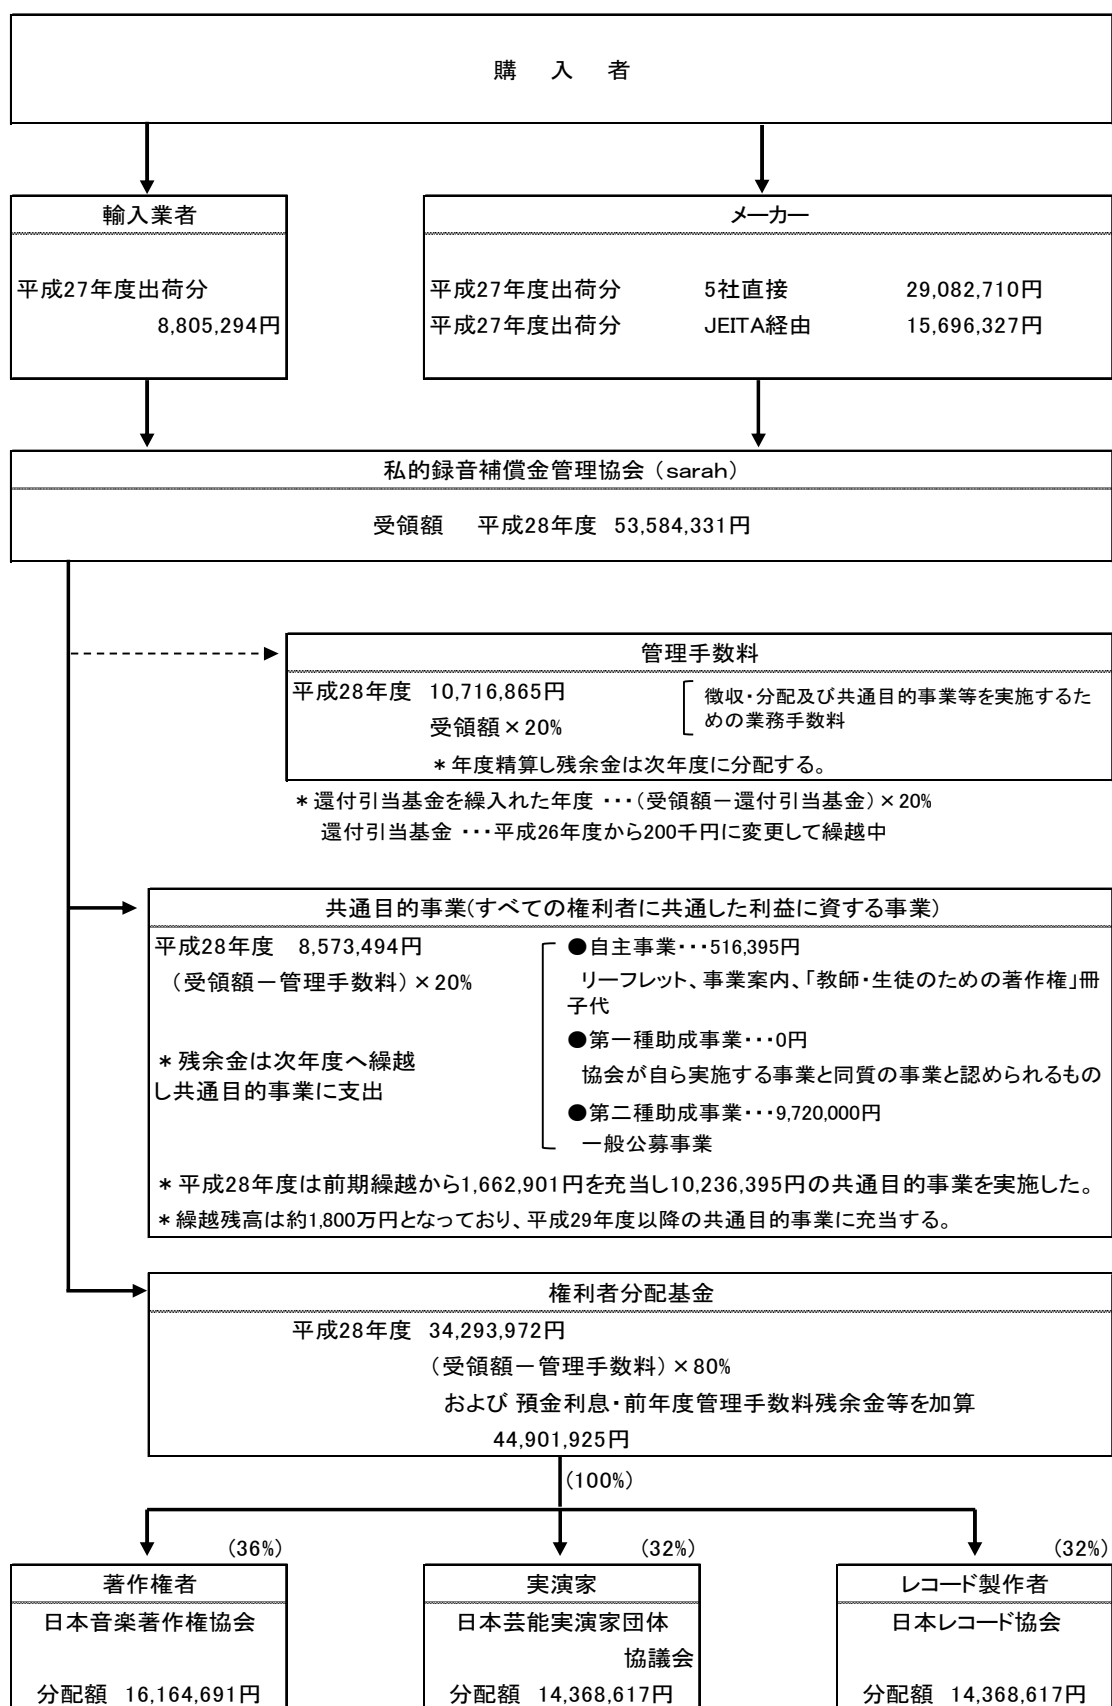 購 入 者
輸入業者
平成27年度出荷分
8,805,294円
メーカー
平成27年度出荷分 5社直接 29,082,710円
平成27年度出荷分 JEITA経由 15,696,327円
私的録音補償金管理協会（sarah）
受領額 平成28年度 53,584,331円
管理手数料
平成28年度 10,716,865円
受領額×20%
徴収・分配及び共通目的事業等を実施するた
めの業務手数料
＊年度精算し残余金は次年度に分配する。
＊還付引当基金を繰入れた年度 ・・・（受領額－還付引当基金）×20%
還付引当基金 ・・・平成26年度から200千円に変更して繰越中
共通目的事業(すべての権利者に共通した利益に資する事業)
平成28年度 8,573,494円
（受領額－管理手数料）×20%
＊残余金は次年度へ繰越
し共通目的事業に支出
●自主事業・・・516,395円
リーフレット、事業案内、「教師・生徒のための著作権」冊
子代
●第一種助成事業・・・0円
協会が自ら実施する事業と同質の事業と認められるもの
●第二種助成事業・・・9,720,000円
一般公募事業
＊平成28年度は前期繰越から1,662,901円を充当し10,236,395円の共通目的事業を実施した。
＊繰越残高は約1,800万円となっており、平成29年度以降の共通目的事業に充当する。
権利者分配基金
平成28年度 34,293,972円
（受領額－管理手数料）×80%
および 預金利息・前年度管理手数料残余金等を加算
44,901,925円
(100%)
(36%)
著作権者
日本音楽著作権協会
分配額 16,164,691円
(32%)
実演家
日本芸能実演家団体
協議会
分配額 14,368,617円
(32%)
レコード製作者
日本レコード協会
分配額 14,368,617円